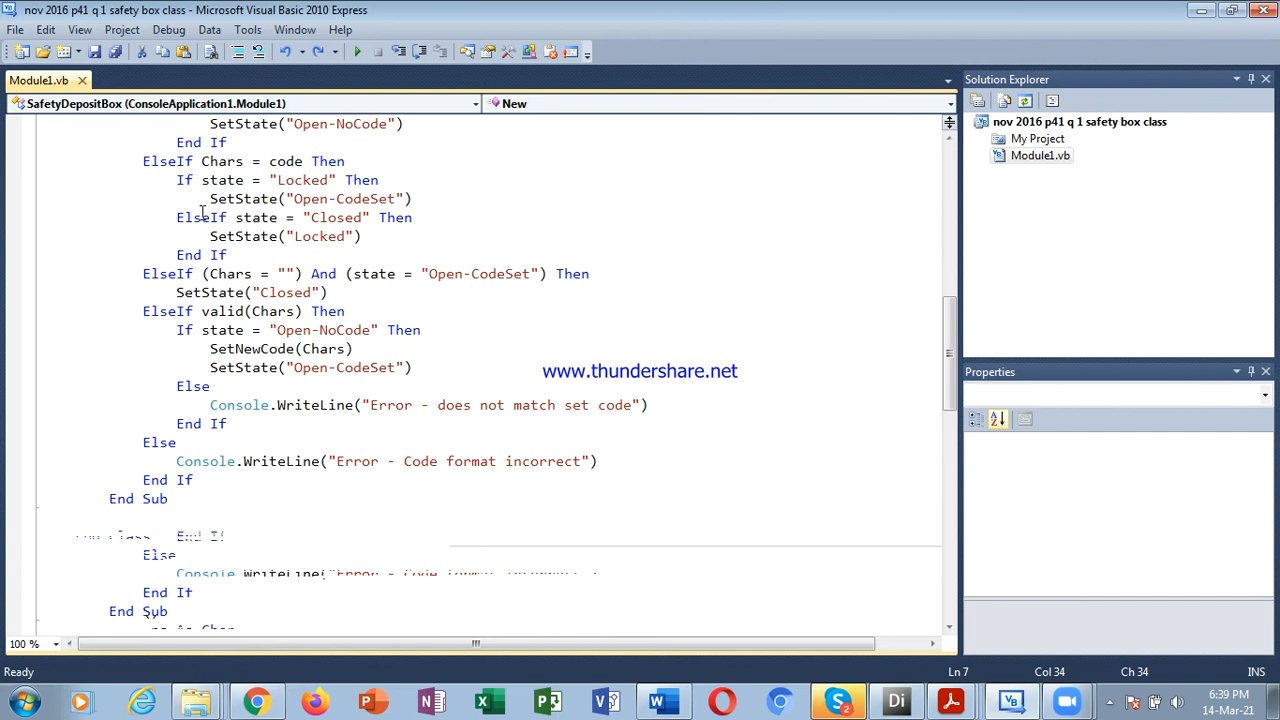 nov 2016 p41 q 1 safety box class - Microsoft Visual Basic 2010 Express
File Edit View Project Debug Data Tools Window Help
Module1.vb
SafetyDepositBox (ConsoleApplication1.Module1) New
SetState("Open-NoCode")
End If
ElseIf Chars = code Then
If state = "Locked" Then
SetState("Open-CodeSet")
ElseIf state = "Closed" Then
SetState("Locked")
End If
ElseIf (Chars = "") And (state = "Open-CodeSet") Then
SetState("Closed")
ElseIf valid(Chars) Then
If state = "Open-NoCode" Then
SetNewCode(Chars)
SetState("Open-CodeSet")
Else
Console.WriteLine("Error - does not match set code")
End If
Else
Console.WriteLine("Error - Code format incorrect")
End If
End Sub
End If
Else
Console.WriteLine("Error - Code format
End If
End Sub
As Char
www.thundershare.net
100 %
Solution Explorer
nov 2016 p41 q 1 safety box class
My Project
Module1.vb
Properties
Ready Ln 7 Col 34 Ch 34 INS
6:39 PM
14-Mar-21